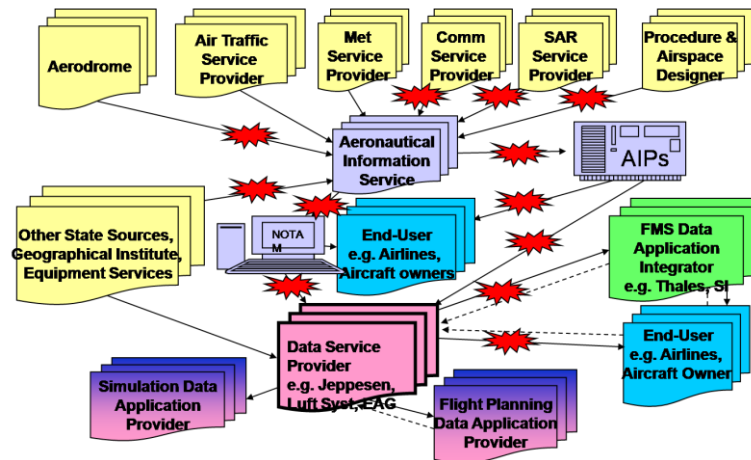 Aerodrome
Air Traffic
Service
Provider
Met
Service
Provider
Comm
Service
Provider
SAR
Service
Provider
Procedure &
Airspace
Designer
Aeronautical
Information
Service
AIPs
Other State Sources,
Geographical Institute,
Equipment Services
NOTA
M
End-User
e.g. Airlines,
Aircraft owners
FMS Data
Application
Integrator
e.g. Thales, SI
Data Service
Provider
e.g. Jeppesen,
Luft Syst, EAG
End-User
e.g. Airlines,
Aircraft Owner
Simulation Data
Application
Provider
Flight Planning
Data Application
Provider